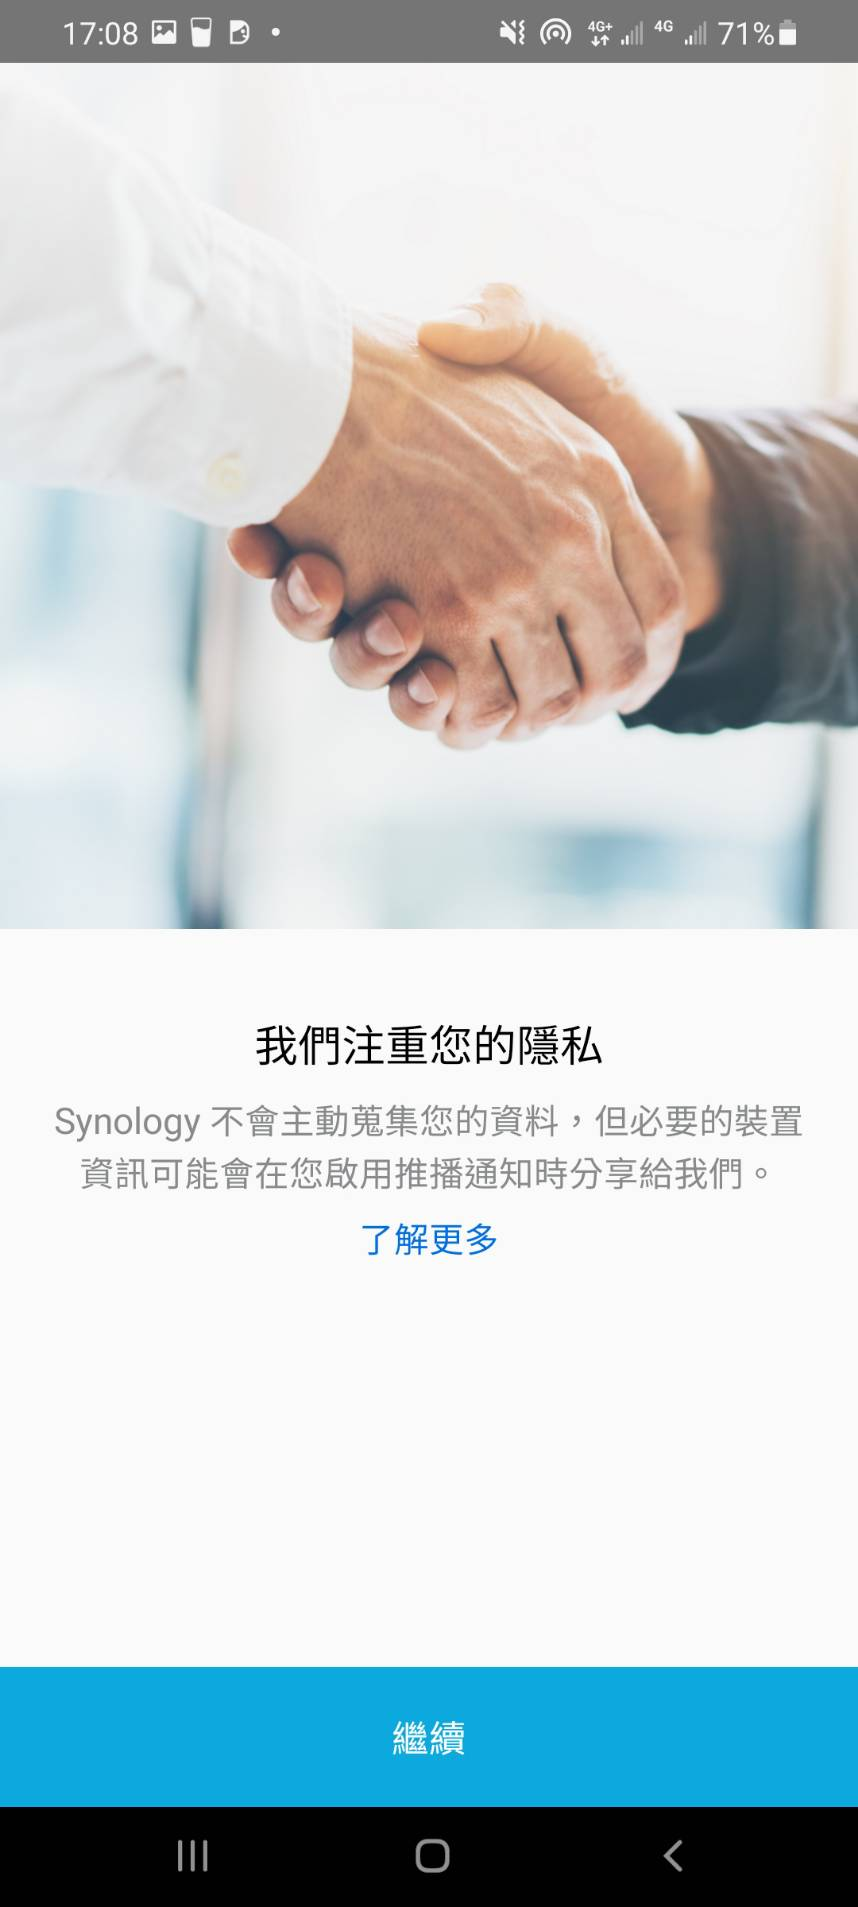 17:08
4G+ 4G 71%
我們注重您的隱私
Synology 不會主動蒐集您的資料，但必要的裝置
資訊可能會在您啟用推播通知時分享給我們。
了解更多
繼續